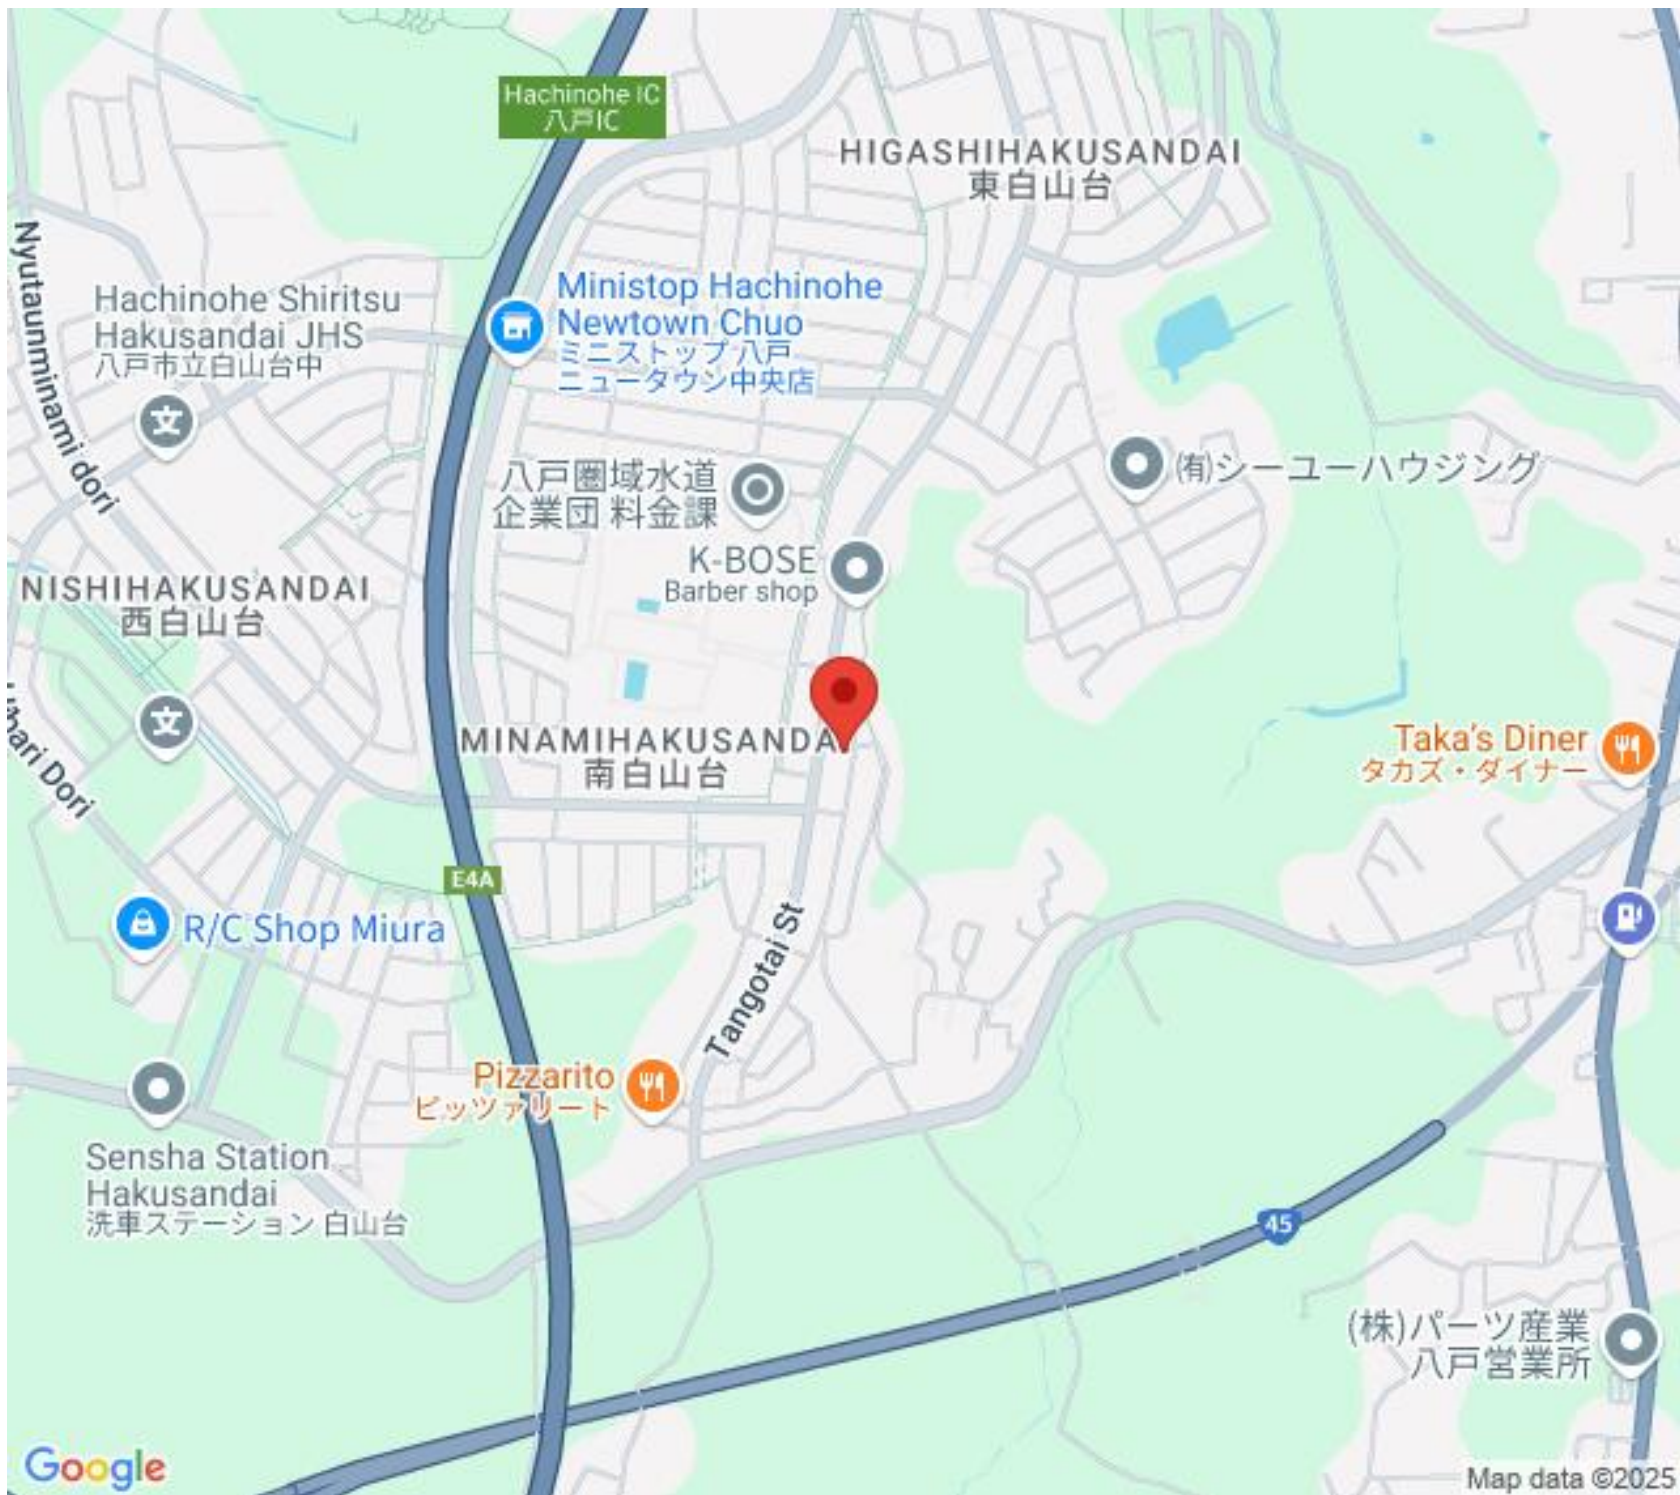 Hachinohe IC
八戸IC
HIGASHIHAKUSANDAI
東白山台
Nyutaunminami dori
Hachinohe Shiritsu
Hakusandai JHS
八戸市立白山台中
Ministop Hachinohe
Newtown Chuo
ミニストップ 八戸
ニュータウン中央店
八戸圏域水道
企業団 料金課
(有)シーユーハウジング
K-BOSE
Barber shop
NISHIHAKUSANDAI
西白山台
文
文
MINAMIHAKUSANDAI
南白山台
Taka's Diner
タカズ・ダイナー
Dori
E4A
R/C Shop Miura
Tangotai St
Pizzarito
ピッツァリート
Sensha Station
Hakusandai
洗車ステーション 白山台
45
(株)パーツ産業
八戸営業所
Google
Map data ©2025